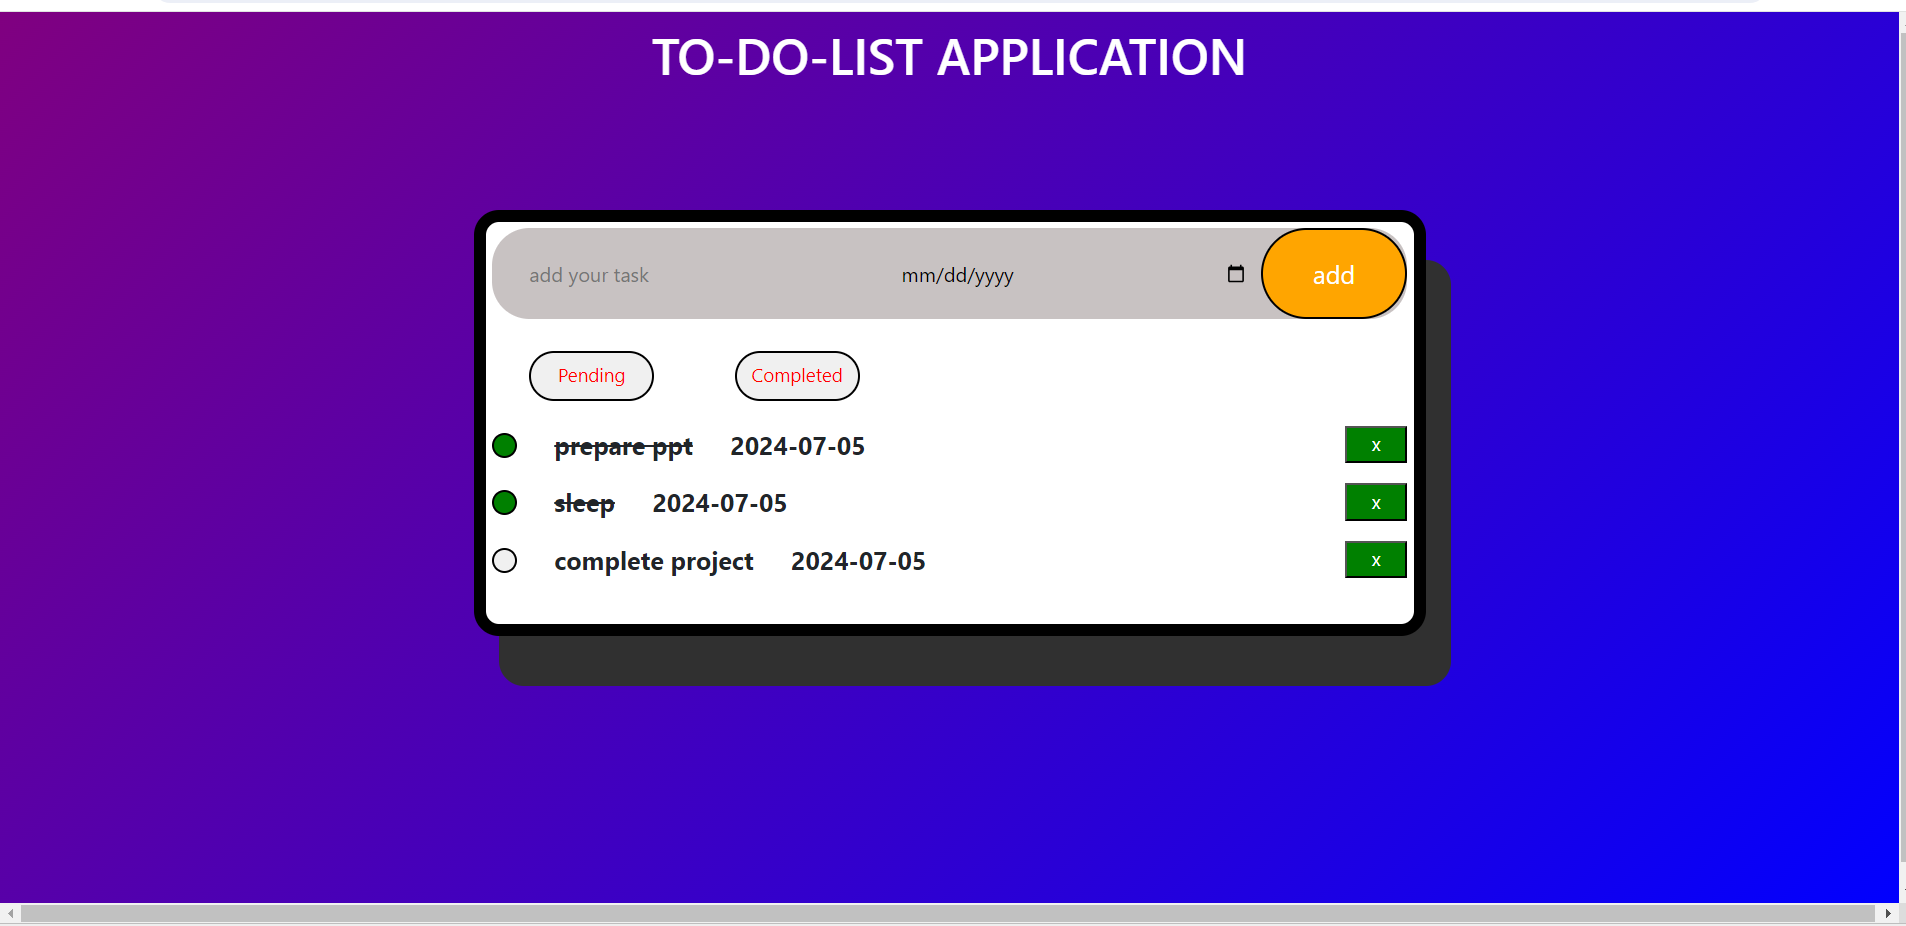 TO-DO-LIST APPLICATION
add your task mm/dd/yyyy add
Pending Completed
prepare ppt 2024-07-05 x
sleep 2024-07-05 x
complete project 2024-07-05 x